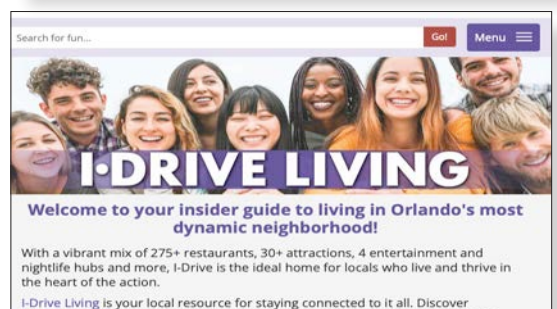 Search for fun...
Go!
Menu
I•DRIVE LIVING
Welcome to your insider guide to living in Orlando's most
dynamic neighborhood!
With a vibrant mix of 275+ restaurants, 30+ attractions, 4 entertainment and
nightlife hubs and more, I-Drive is the ideal home for locals who live and thrive in
the heart of the action.
I-Drive Living is your local resource for staying connected to it all. Discover